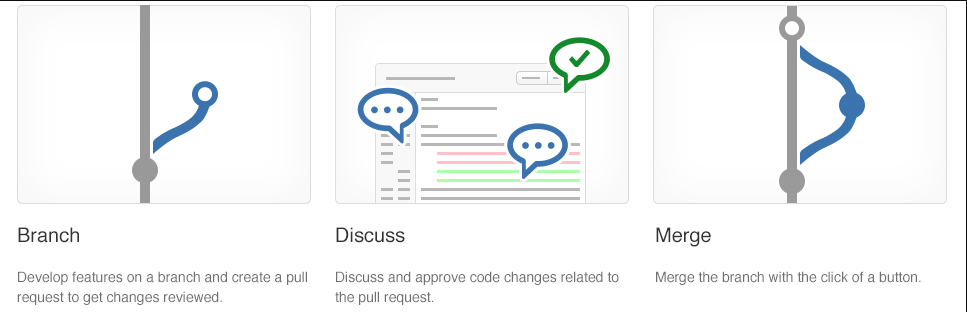 Branch
Develop features on a branch and create a pull
request to get changes reviewed.
Discuss
Discuss and approve code changes related to
the pull request.
Merge
Merge the branch with the click of a button.